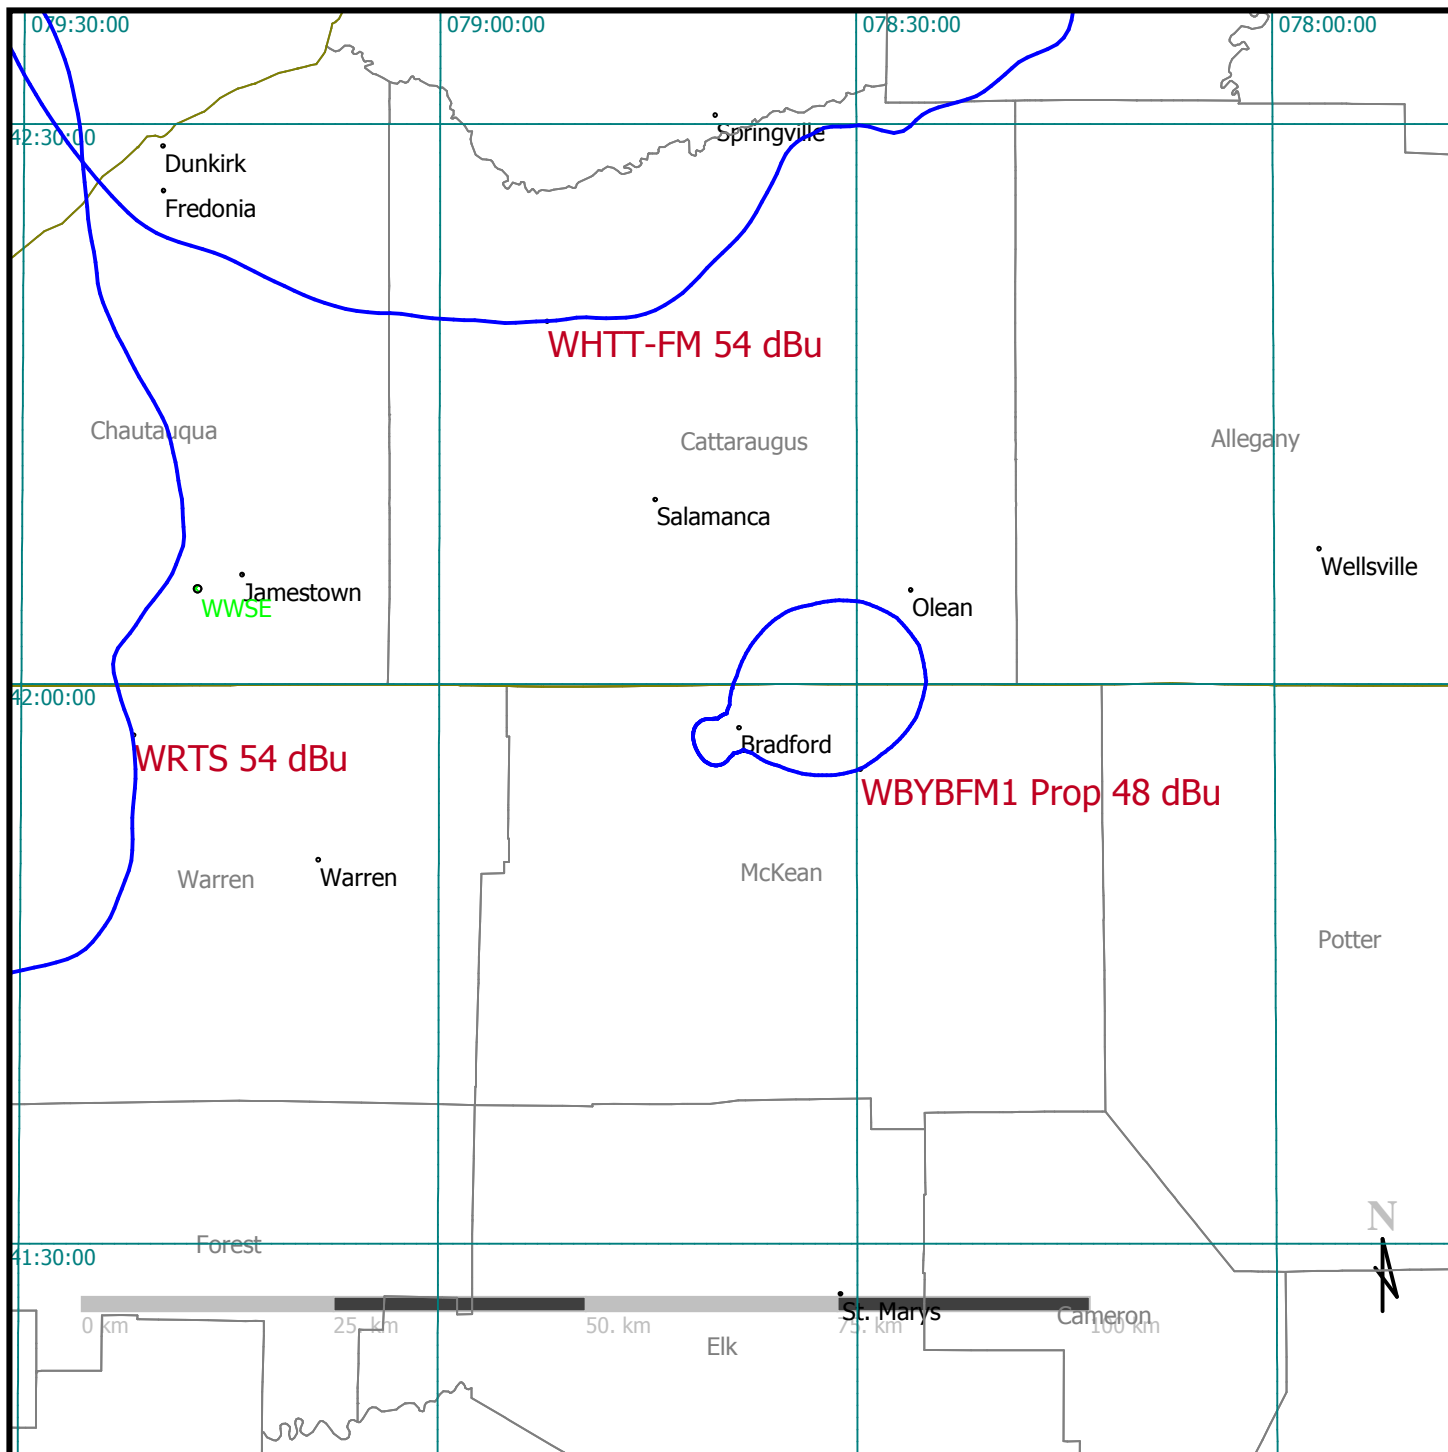 079:30:00
079:00:00
078:30:00
078:00:00
42:30:00
Springville
Dunkirk
Fredonia
WHTT-FM 54 dBu
Chautauqua
Cattaraugus
Allegany
Salamanca
Wellsville
Jamestown
WWSE
Olean
42:00:00
Bradford
WRTS 54 dBu
WBYBFM1 Prop 48 dBu
Warren
Warren
McKean
Potter
N
Forest
41:30:00
St. Marys
Cameron
0 km
25. km
50. km
75. km
100 km
Elk